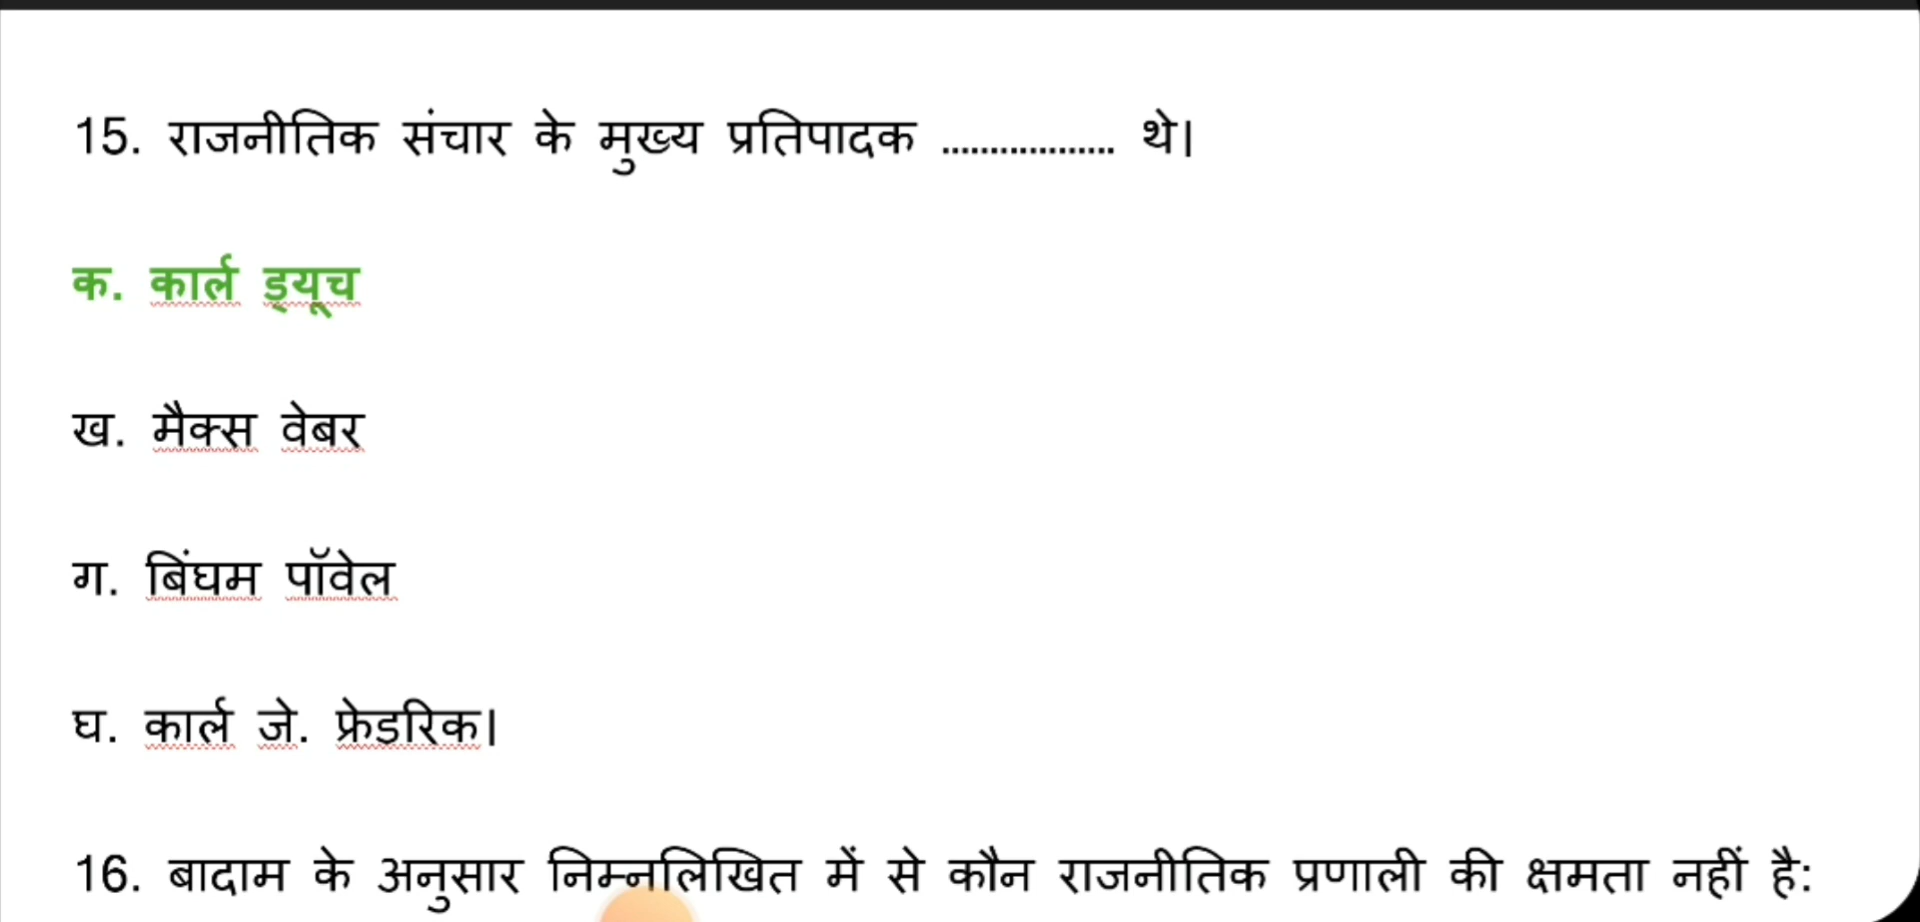 15. राजनीतिक संचार के मुख्य प्रतिपादक .................. थे।
क. कार्ल ड्यूच
ख. मैक्स वेबर
ग. बिंघम पॉवेल
घ. कार्ल जे. फ्रेडरिक।
16. बादाम के अनुसार निम्नलिखित में से कौन राजनीतिक प्रणाली की क्षमता नहीं है: